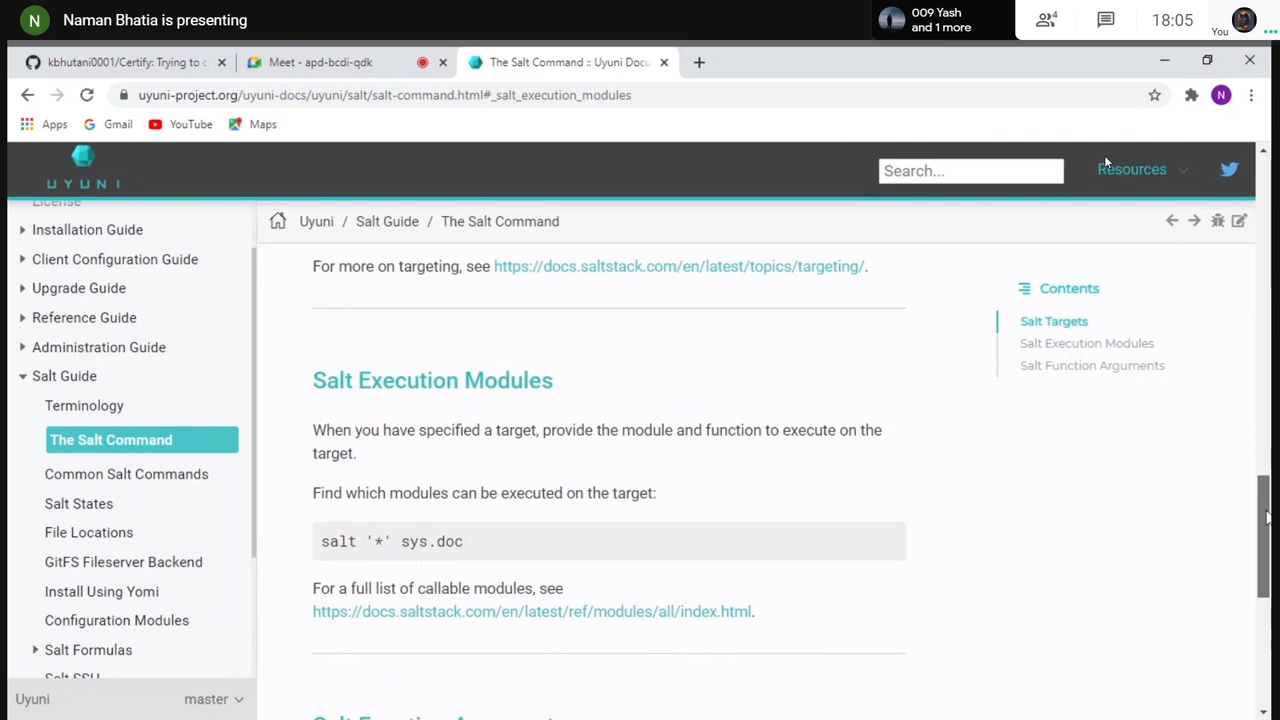 N Naman Bhatia is presenting
009 Yash
and 1 more
4
18:05
You
kbhutani0001/Certify: Trying to c
Meet - apd-bcdi-qdk
The Salt Command :: Uyuni Docu
uyuni-project.org/uyuni-docs/uyuni/salt/salt-command.html#_salt_execution_modules
N
Apps
Gmail
YouTube
Maps
UYUNI
Search...
Resources
License
Installation Guide
Client Configuration Guide
Upgrade Guide
Reference Guide
Administration Guide
Salt Guide
Terminology
The Salt Command
Common Salt Commands
Salt States
File Locations
GitFS Fileserver Backend
Install Using Yomi
Configuration Modules
Salt Formulas
Salt SSH
Uyuni
master
Uyuni / Salt Guide / The Salt Command
For more on targeting, see https://docs.saltstack.com/en/latest/topics/targeting/.
Salt Execution Modules
When you have specified a target, provide the module and function to execute on the
target.
Find which modules can be executed on the target:
salt '*' sys.doc
For a full list of callable modules, see
https://docs.saltstack.com/en/latest/ref/modules/all/index.html.
Contents
Salt Targets
Salt Execution Modules
Salt Function Arguments